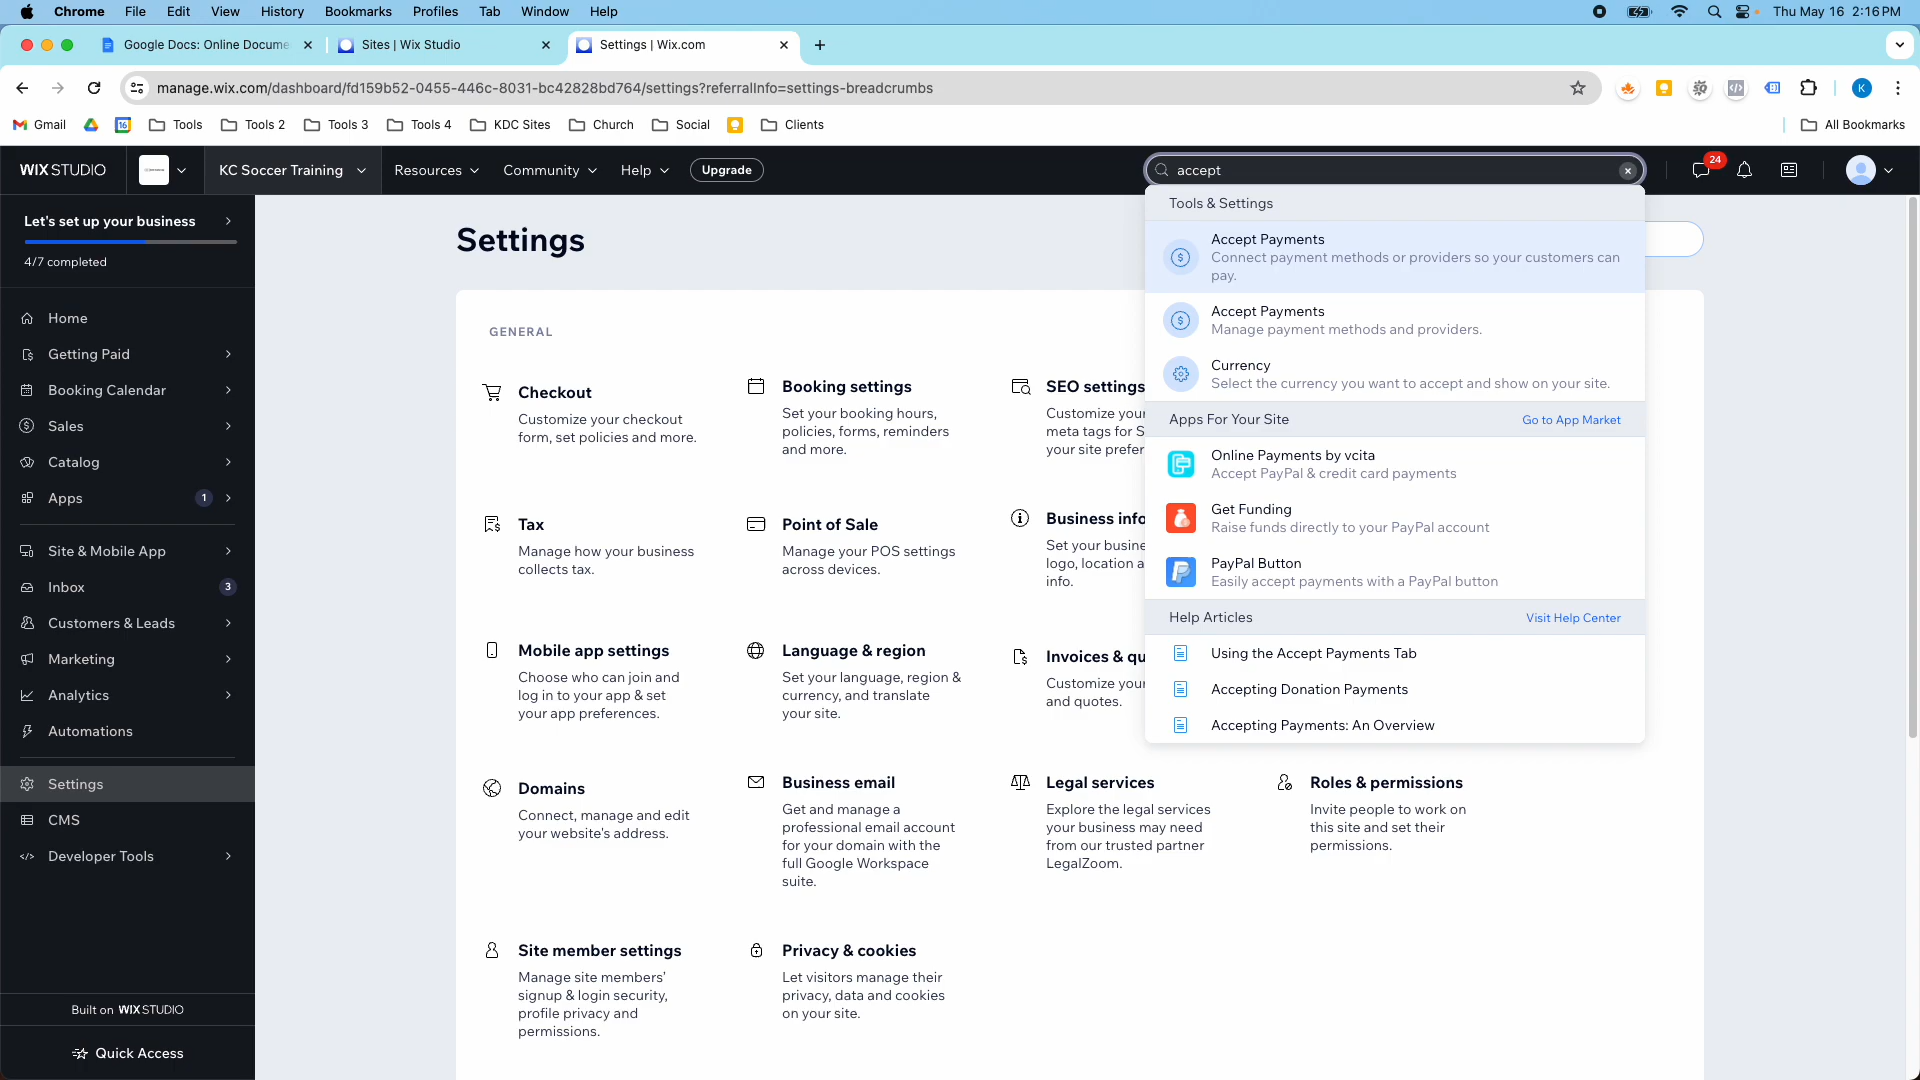 Chrome File Edit View History Bookmarks Profiles Tab Window Help Thu May 16 2:16 PM
Google Docs: Online Docume Sites | Wix Studio Settings | Wix.com
manage.wix.com/dashboard/fd159b52-0455-446c-8031-bc42828bd764/settings?referralInfo=settings-breadcrumbs K
Gmail 16 Tools Tools 2 Tools 3 Tools 4 KDC Sites Church Social Clients All Bookmarks
WIX STUDIO KC Soccer Training Resources Community Help Upgrade accept 24
Let's set up your business
4/7 completed
Home
Getting Paid
Booking Calendar
Sales
Catalog
Apps 1
Site & Mobile App
Inbox 3
Customers & Leads
Marketing
Analytics
Automations
Settings
CMS
Developer Tools
Built on WIX STUDIO
Quick Access
Settings
GENERAL
Checkout
Customize your checkout
form, set policies and more.
Booking settings
Set your booking hours,
policies, forms, reminders
and more.
SEO settings
Customize your
meta tags for S
your site prefer
Tax
Manage how your business
collects tax.
Point of Sale
Manage your POS settings
across devices.
Business info
Set your busine
logo, location a
info.
Mobile app settings
Choose who can join and
log in to your app & set
your app preferences.
Language & region
Set your language, region &
currency, and translate
your site.
Invoices & qu
Customize your
and quotes.
Domains
Connect, manage and edit
your website's address.
Business email
Get and manage a
professional email account
for your domain with the
full Google Workspace
suite.
Legal services
Explore the legal services
your business may need
from our trusted partner
LegalZoom.
Roles & permissions
Invite people to work on
this site and set their
permissions.
Site member settings
Manage site members'
signup & login security,
profile privacy and
permissions.
Privacy & cookies
Let visitors manage their
privacy, data and cookies
on your site.
Tools & Settings
Accept Payments
Connect payment methods or providers so your customers can
pay.
Accept Payments
Manage payment methods and providers.
Currency
Select the currency you want to accept and show on your site.
Apps For Your Site Go to App Market
Online Payments by vcita
Accept PayPal & credit card payments
Get Funding
Raise funds directly to your PayPal account
PayPal Button
Easily accept payments with a PayPal button
Help Articles Visit Help Center
Using the Accept Payments Tab
Accepting Donation Payments
Accepting Payments: An Overview